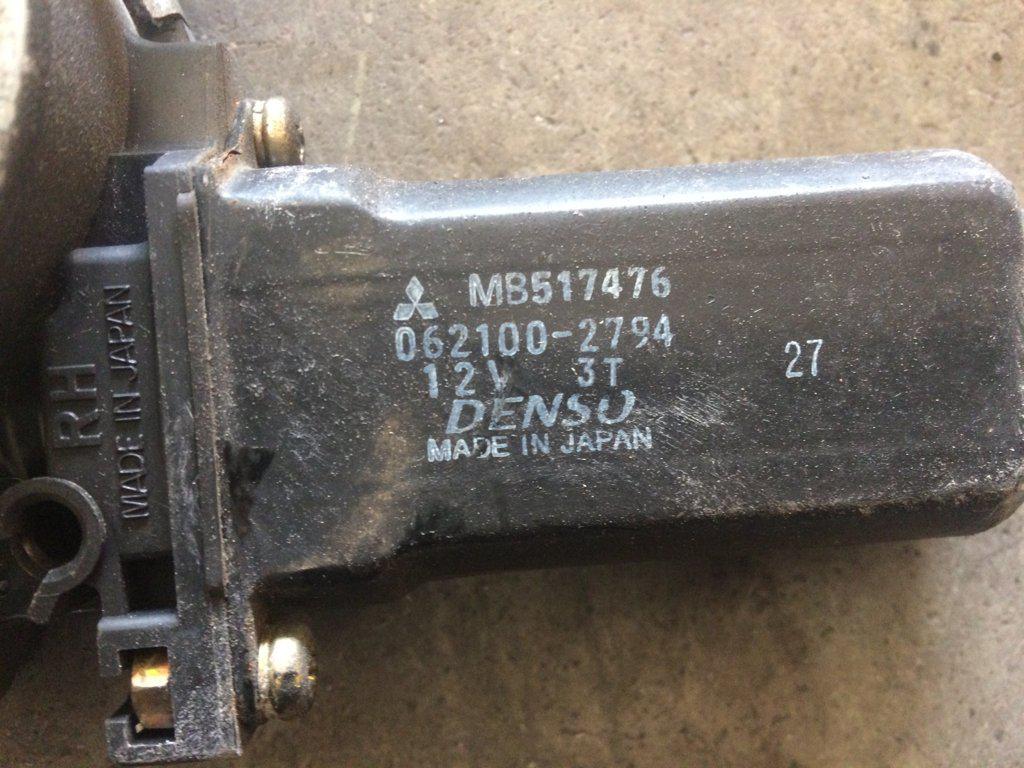 MB517476
062100-2794
12V 3T
27
DENSO
MADE IN JAPAN
RH
MADE IN JAPAN